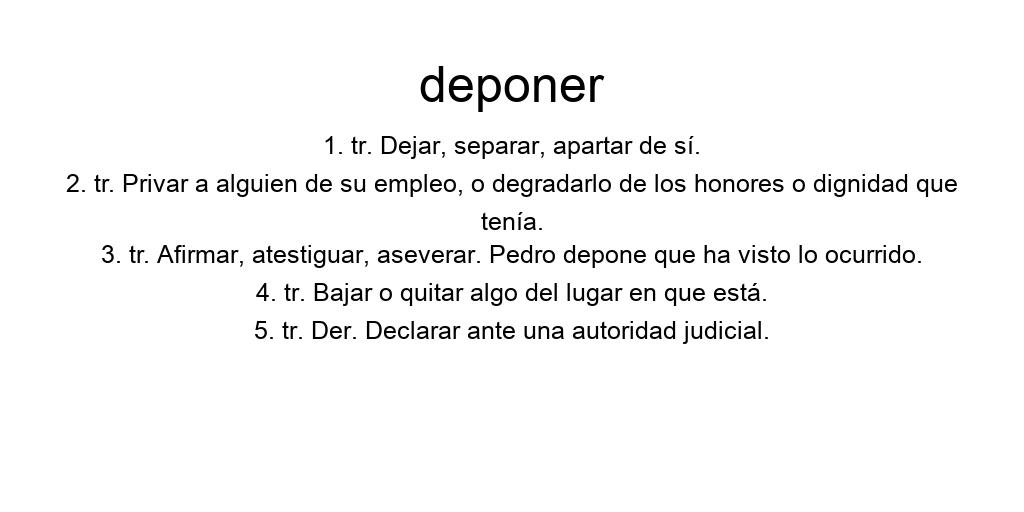 deponer
1. tr. Dejar, separar, apartar de sí.
2. tr. Privar a alguien de su empleo, o degradarlo de los honores o dignidad que
tenía.
3. tr. Afirmar, atestiguar, aseverar. Pedro depone que ha visto lo ocurrido.
4. tr. Bajar o quitar algo del lugar en que está.
5. tr. Der. Declarar ante una autoridad judicial.